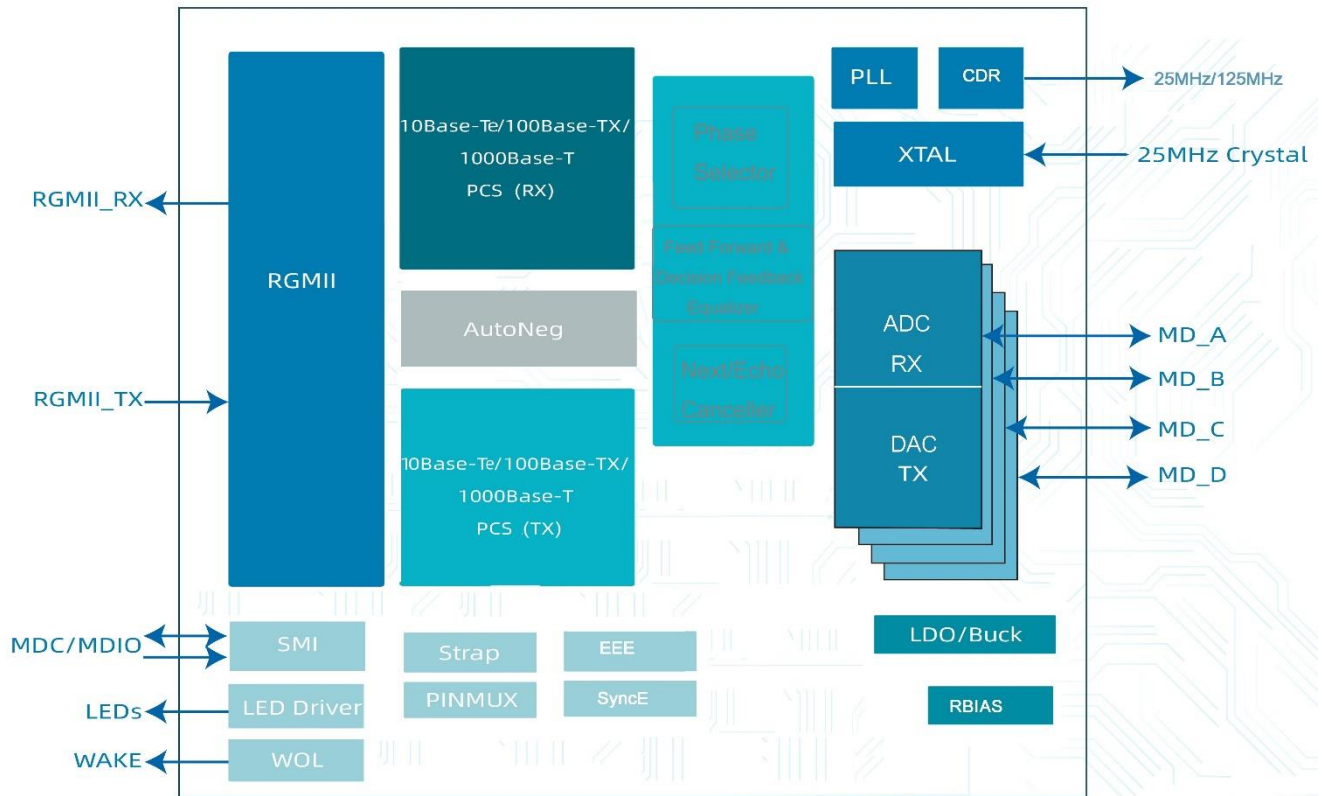 RGMII_RX
RGMII_TX
MDC/MDIO
LEDs
WAKE
RGMII
10Base-Te/100Base-TX/
1000Base-T
PCS (RX)
AutoNeg
10Base-Te/100Base-TX/
1000Base-T
PCS (TX)
Phase
Selector
Feed Forward &
Decision Feedback
Equalizer
Next/Echo
Canceller
PLL
CDR
25MHz/125MHz
XTAL
25MHz Crystal
ADC
RX
DAC
TX
MD_A
MD_B
MD_C
MD_D
SMI
LED Driver
WOL
Strap
PINMUX
EEE
SyncE
LDO/Buck
RBIAS